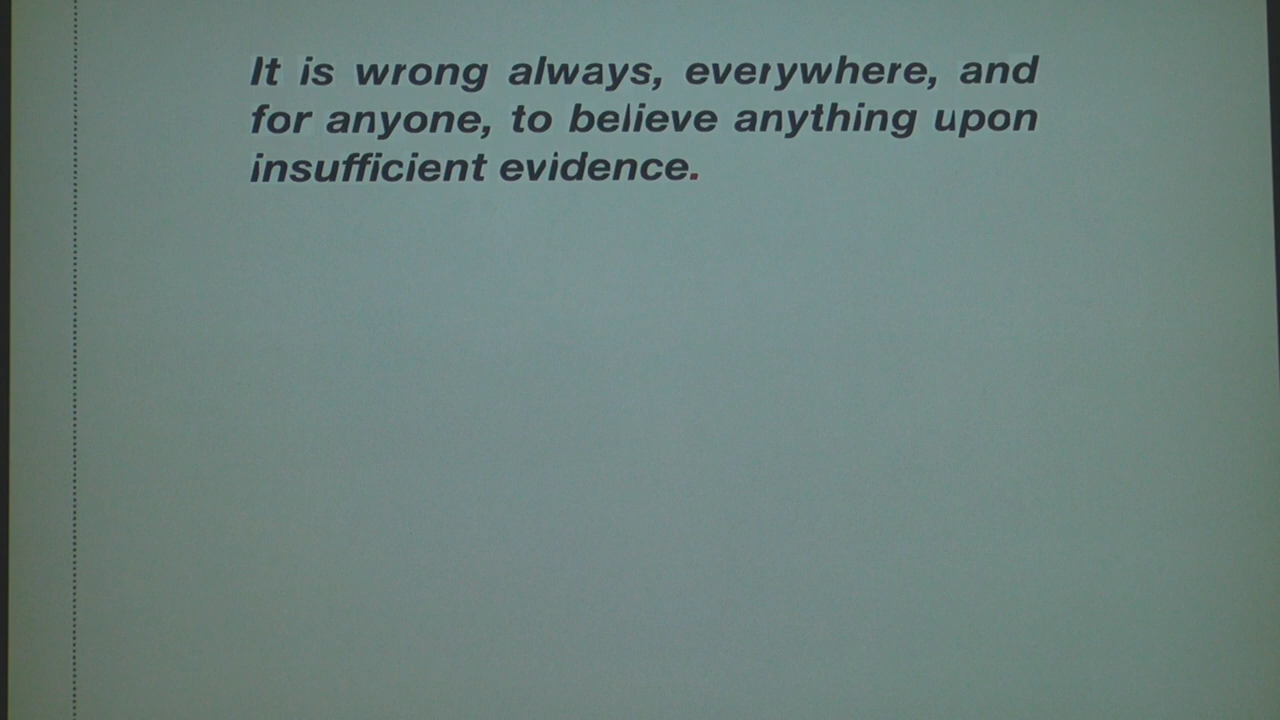 It is wrong always, everywhere, and
for anyone, to believe anything upon
insufficient evidence.